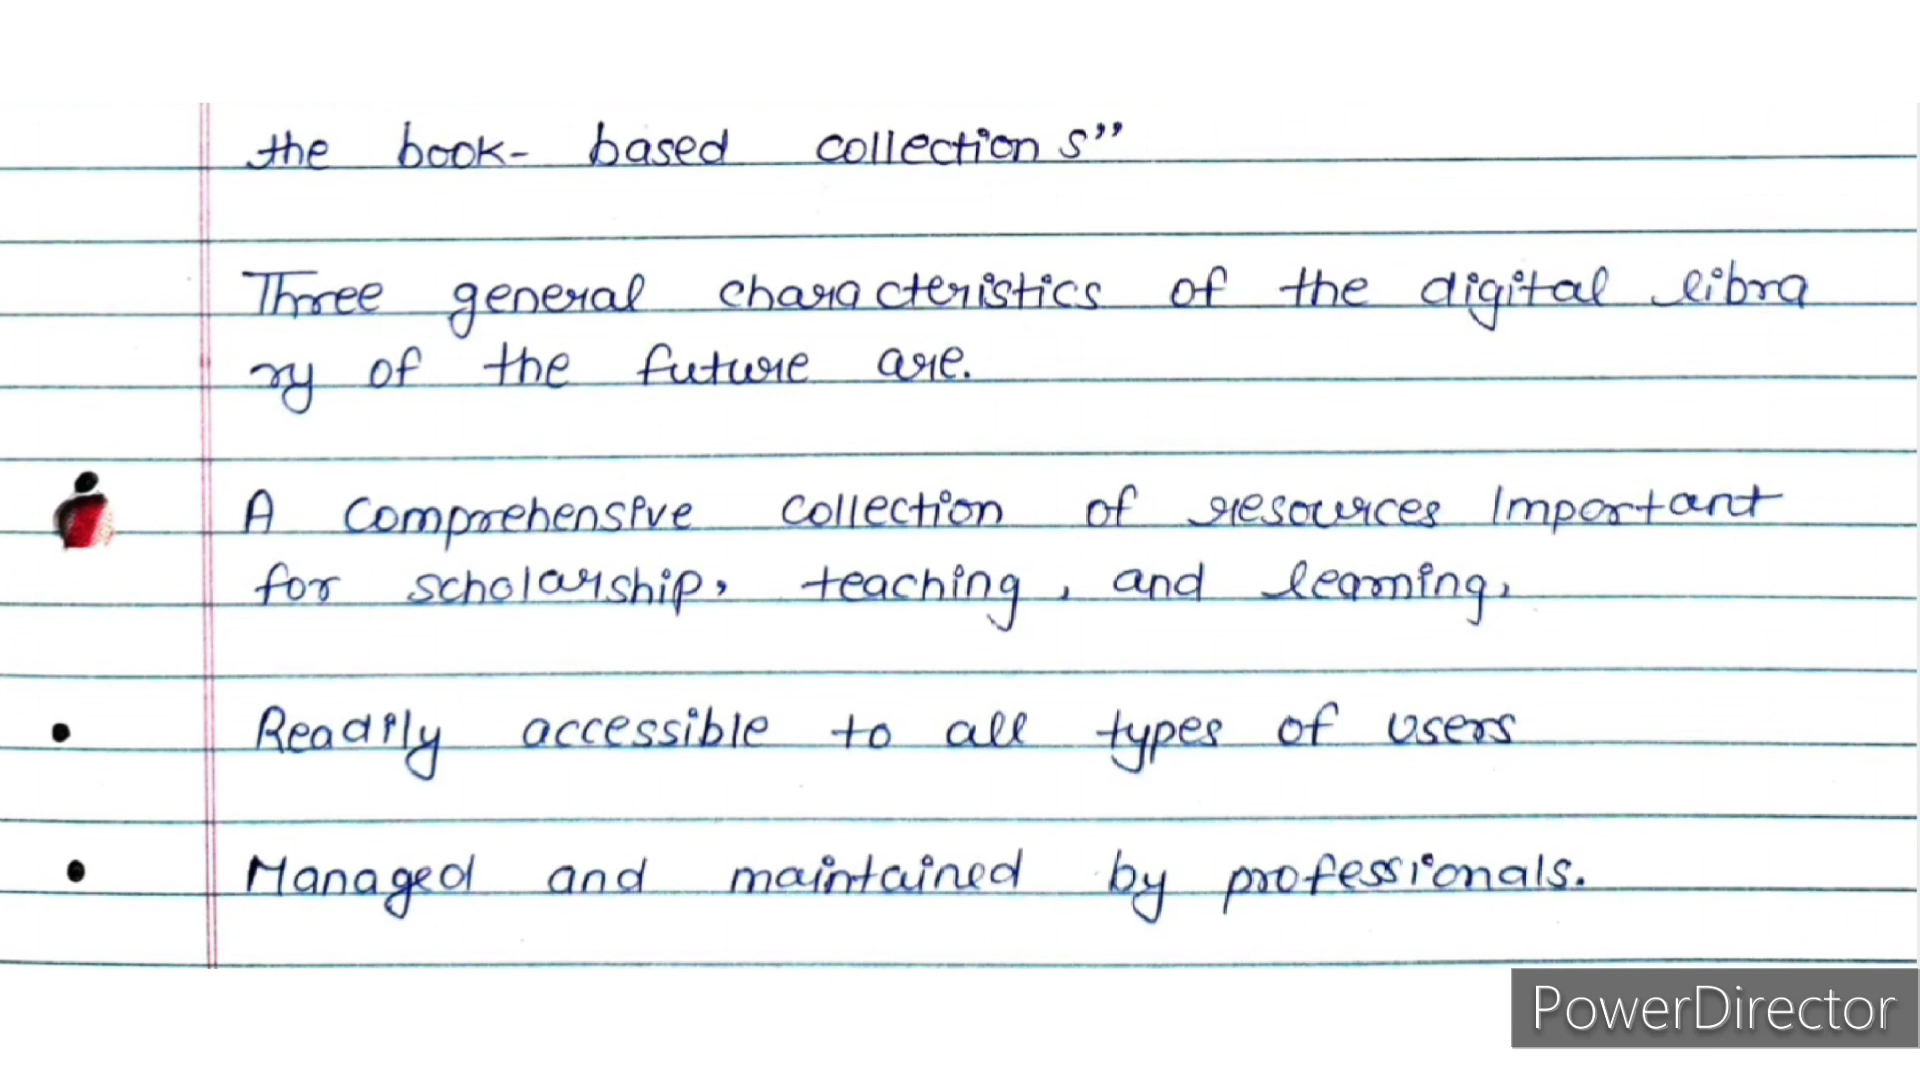 the book- based collections”
Three general characteristics of the digital libra
ry of the future are.
A Comprehensive collection of resources Important
for scholarship, teaching, and learning,
• Readily accessible to all types of users
• Managed and maintained by professionals.
PowerDirector